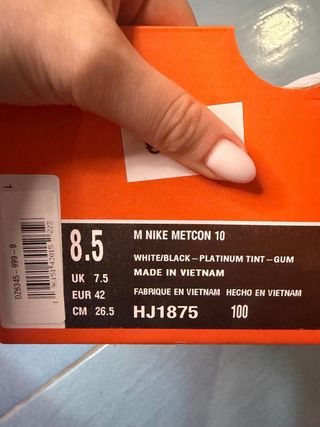 8.5
UK 7.5
EUR 42
CM 26.5
M NIKE METCON 10
WHITE/BLACK–PLATINUM TINT–GUM
MADE IN VIETNAM
FABRIQUE EN VIETNAM HECHO EN VIETNAM
HJ1875 100
1